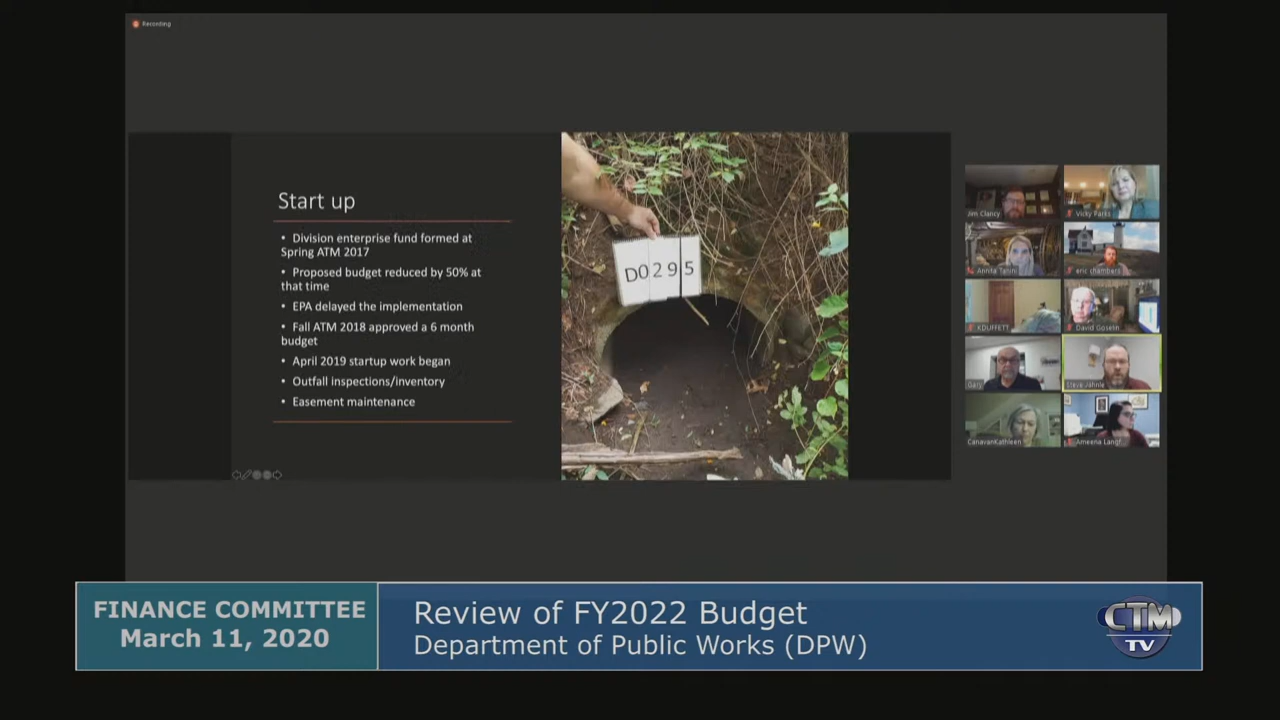 Recording
Start up
• Division enterprise fund formed at
Spring ATM 2017
• Proposed budget reduced by 50% at
that time
• EPA delayed the implementation
• Fall ATM 2018 approved a 6 month
budget
• April 2019 startup work began
• Outfall inspections/inventory
• Easement maintenance
D0295
Jim Clancy
Vicky Parks
Annita Tanini
eric chambers
KDUFFETT
David Goselin
Gary
Steve Jahnle
CanavanKathleen
Ameena Langf
FINANCE COMMITTEE
March 11, 2020
Review of FY2022 Budget
Department of Public Works (DPW)
CTM
TV